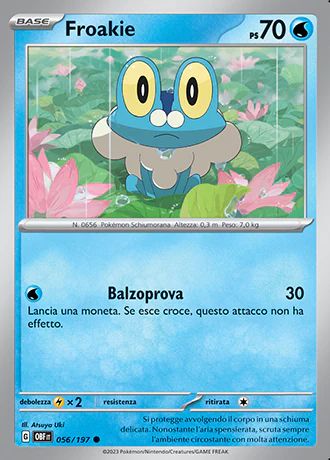 BASE Froakie PS 70
N. 0656 Pokémon Schiumorana Altezza: 0,3 m Peso: 7,0 kg
Balzoprova 30
Lancia una moneta. Se esce croce, questo attacco non ha
effetto.
debolezza ×2 resistenza ritirata
Ill. Atsuya Uki
G OBF IT 056/197
Si protegge avvolgendo il corpo in una schiuma
delicata. Nonostante l'aria spensierata, scruta sempre
l'ambiente circostante con molta attenzione.
©2023 Pokémon/Nintendo/Creatures/GAME FREAK